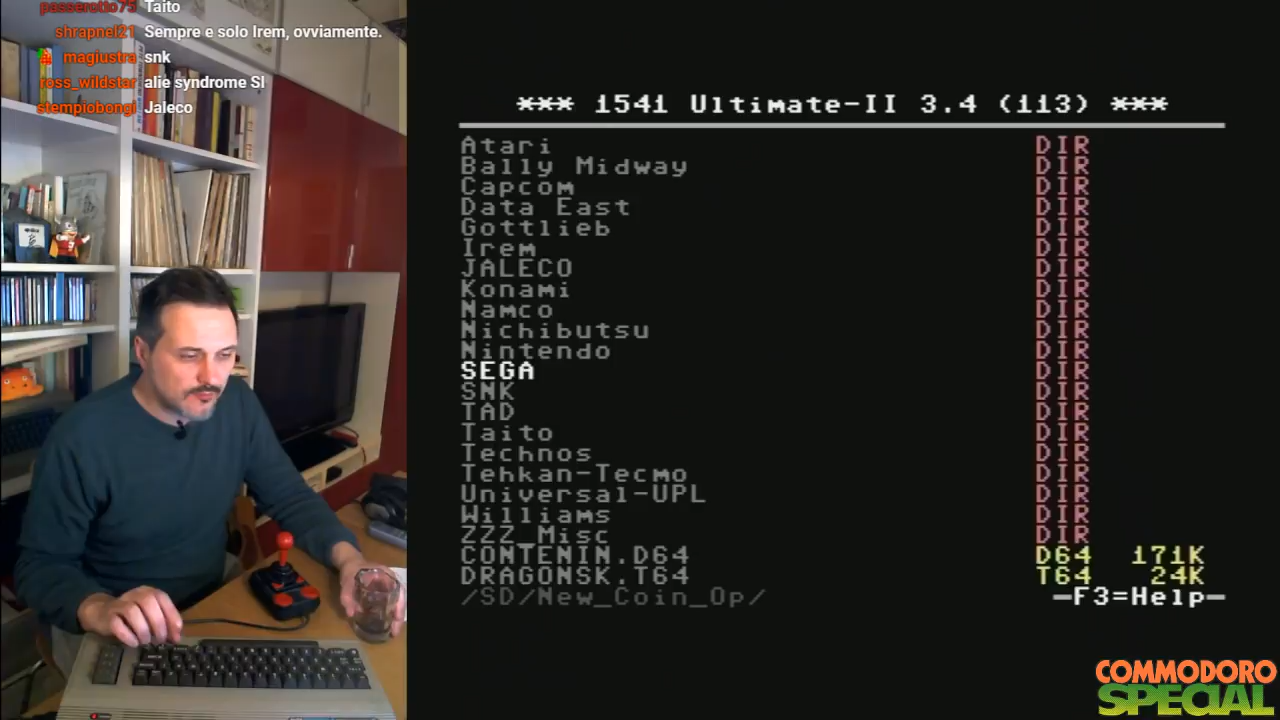 passerotto75 Taito
shrapnel21 Sempre e solo Irem, ovviamente.
magiustra snk
ross_wildstar alie syndrome SI
stempiobongi Jaleco
*** 1541 Ultimate-II 3.4 (113) ***
Atari DIR
Bally Midway DIR
Capcom DIR
Data East DIR
Gottlieb DIR
Irem DIR
JALECO DIR
Konami DIR
Namco DIR
Nichibutsu DIR
Nintendo DIR
SEGA DIR
SNK DIR
TAD DIR
Taito DIR
Technos DIR
Tehkan-Tecmo DIR
Universal-UPL DIR
Williams DIR
ZZZ_Misc DIR
CONTENIN.D64 D64 171K
DRAGONSK.T64 T64 24K
/SD/New_Coin_Op/ —F3=Help—
COMMODORO
SPECIAL